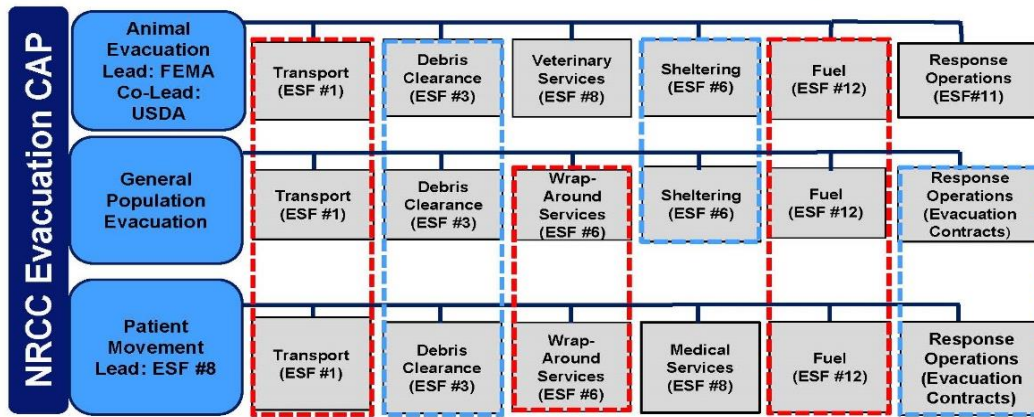 NRCC Evacuation CAP
Animal
Evacuation
Lead: FEMA
Co-Lead:
USDA
Transport
(ESF #1)
Debris
Clearance
(ESF #3)
Veterinary
Services
(ESF #8)
Sheltering
(ESF #6)
Fuel
(ESF #12)
Response
Operations
(ESF#11)
General
Population
Evacuation
Transport
(ESF #1)
Debris
Clearance
(ESF #3)
Wrap-
Around
Services
(ESF #6)
Sheltering
(ESF #6)
Fuel
(ESF #12)
Response
Operations
(Evacuation
Contracts)
Patient
Movement
Lead: ESF #8
Transport
(ESF #1)
Debris
Clearance
(ESF #3)
Wrap-
Around
Services
(ESF #6)
Medical
Services
(ESF #8)
Fuel
(ESF #12)
Response
Operations
(Evacuation
Contracts)